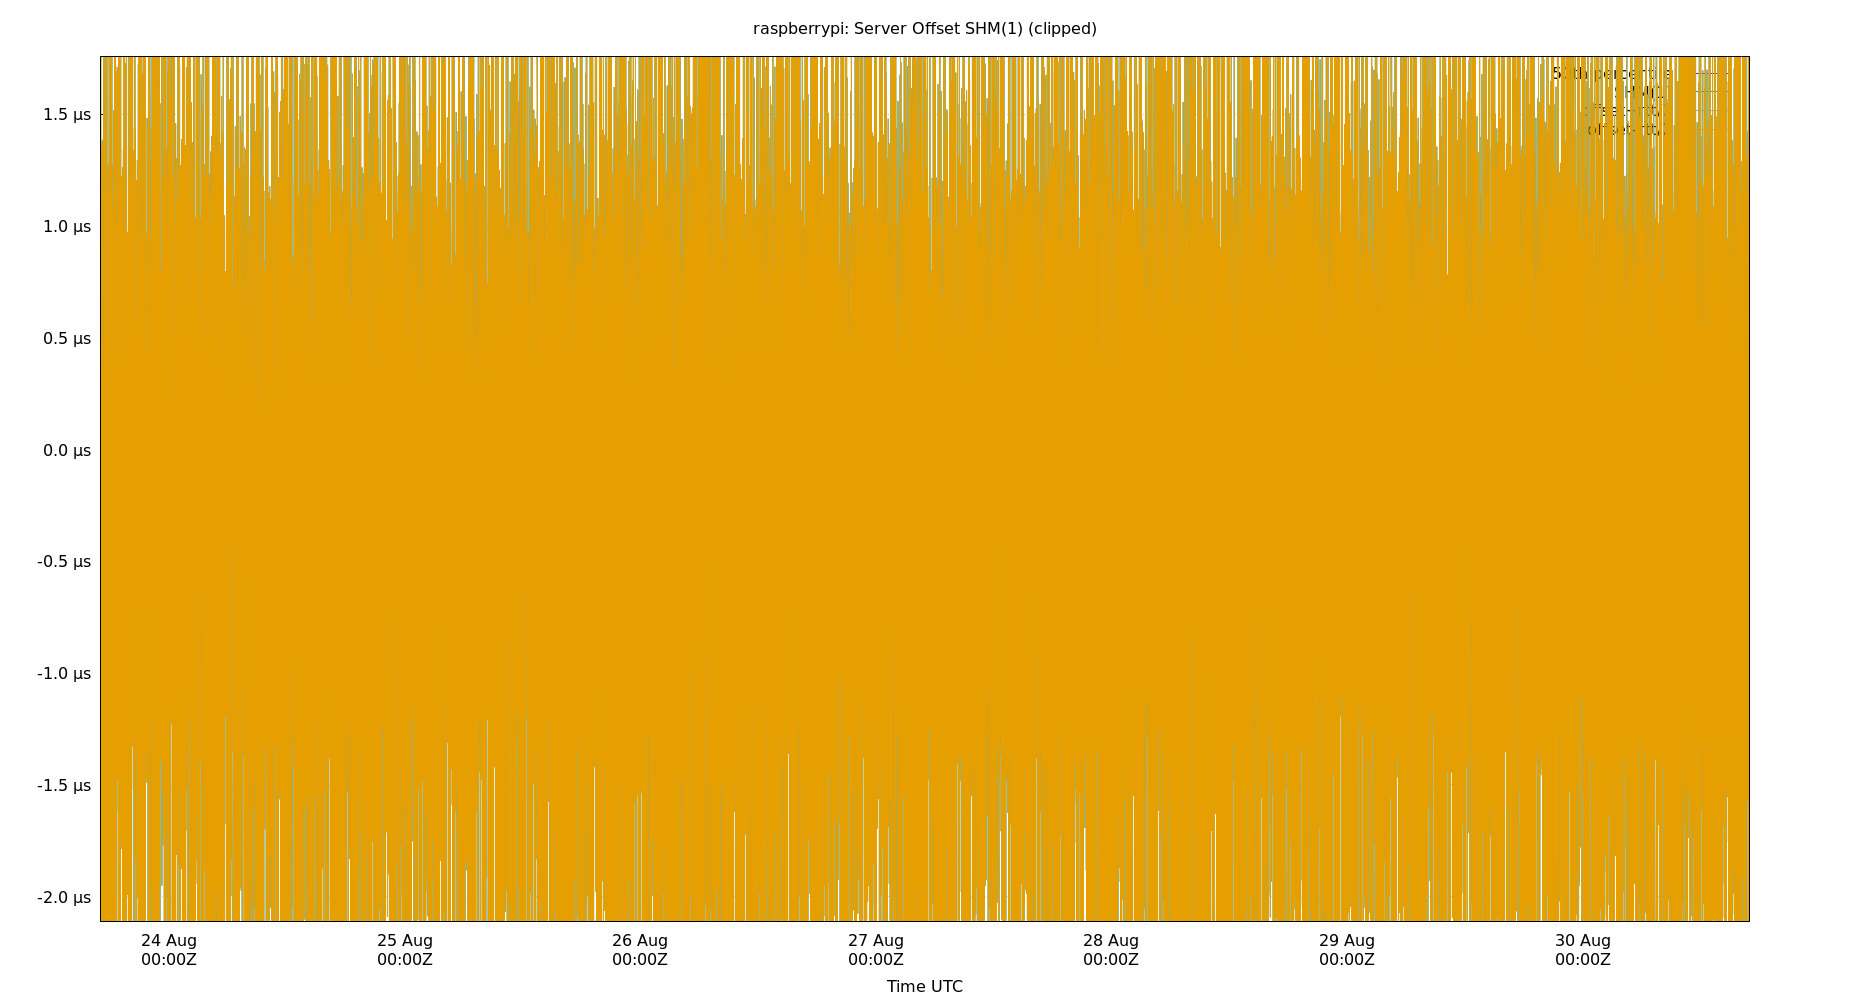 raspberrypi: Server Offset SHM(1) (clipped)
1.5 µs
1.0 µs
0.5 µs
0.0 µs
-0.5 µs
-1.0 µs
-1.5 µs
-2.0 µs
24 Aug 25 Aug 26 Aug 27 Aug 28 Aug 29 Aug 30 Aug
00:00Z 00:00Z 00:00Z 00:00Z 00:00Z 00:00Z 00:00Z
Time UTC